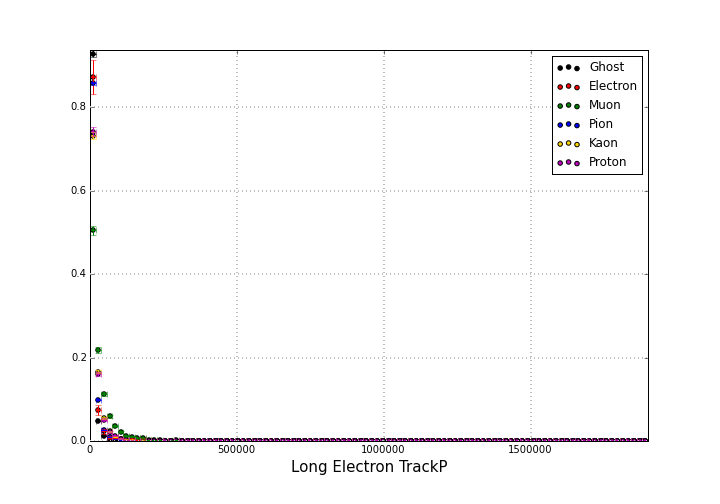 Ghost
Electron
Muon
Pion
Kaon
Proton
0.8
0.6
0.4
0.2
0.0
0 500000 1000000 1500000
Long Electron TrackP